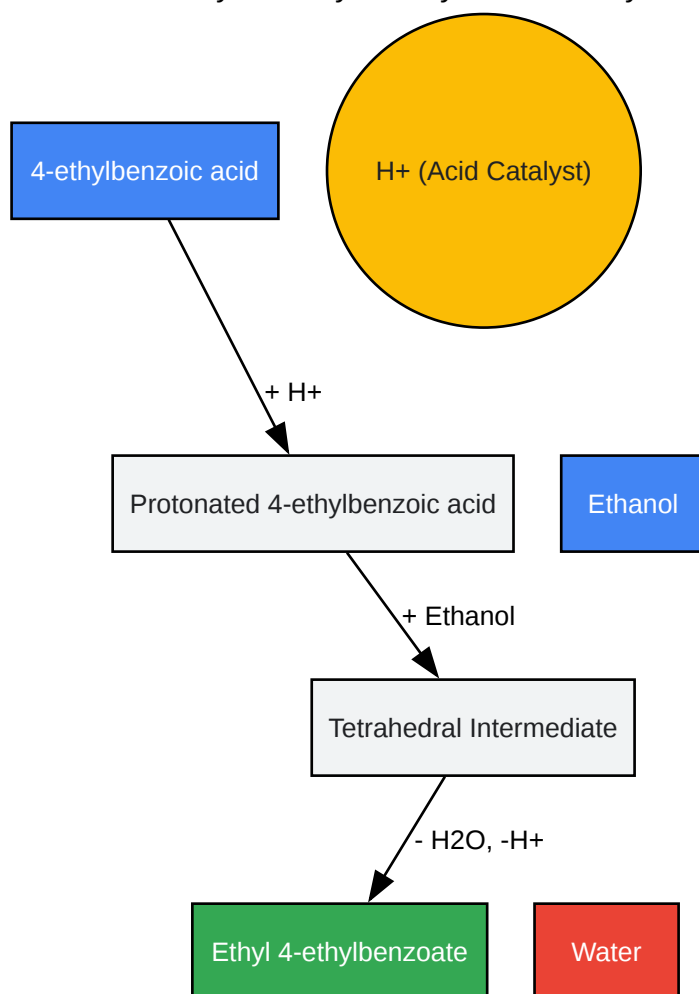 4-ethylbenzoic acid
H+ (Acid Catalyst)
+ H+
Protonated 4-ethylbenzoic acid
Ethanol
+ Ethanol
Tetrahedral Intermediate
- H2O, -H+
Ethyl 4-ethylbenzoate
Water